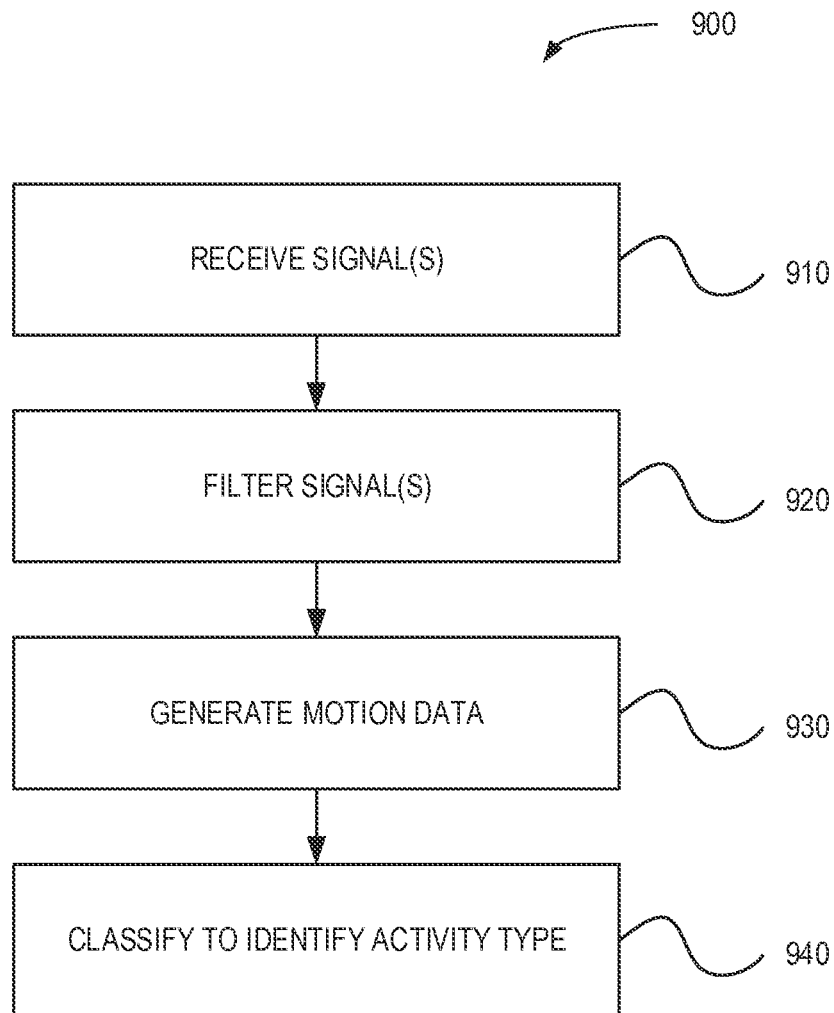 900
RECEIVE SIGNAL(S)
910
FILTER SIGNAL(S)
920
GENERATE MOTION DATA
930
CLASSIFY TO IDENTIFY ACTIVITY TYPE
940